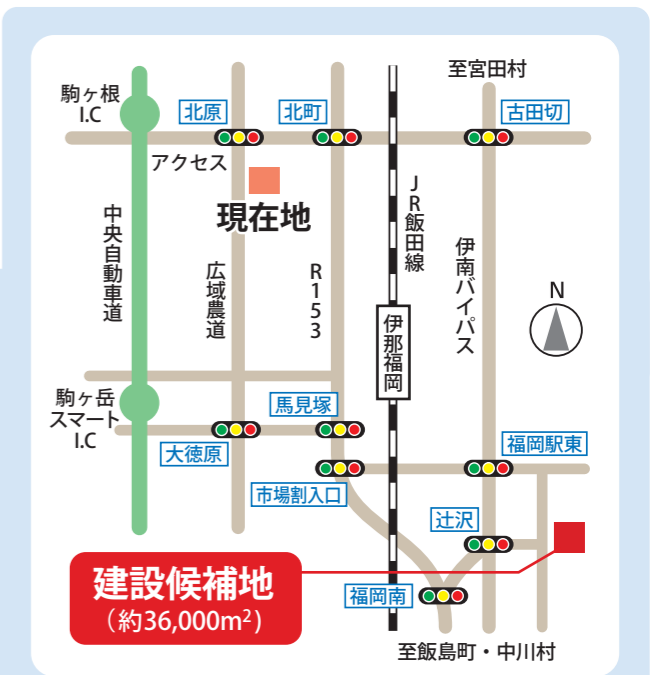 至宮田村
駒ヶ根
I.C
北原
北町
古田切
アクセス
現在地
中央自動車道
広域農道
R153
JR飯田線
伊南バイパス
N
伊那福岡
駒ヶ岳
スマート
I.C
馬見塚
大徳原
福岡駅東
市場割入口
辻沢
建設候補地
（約36,000m²）
福岡南
至飯島町・中川村